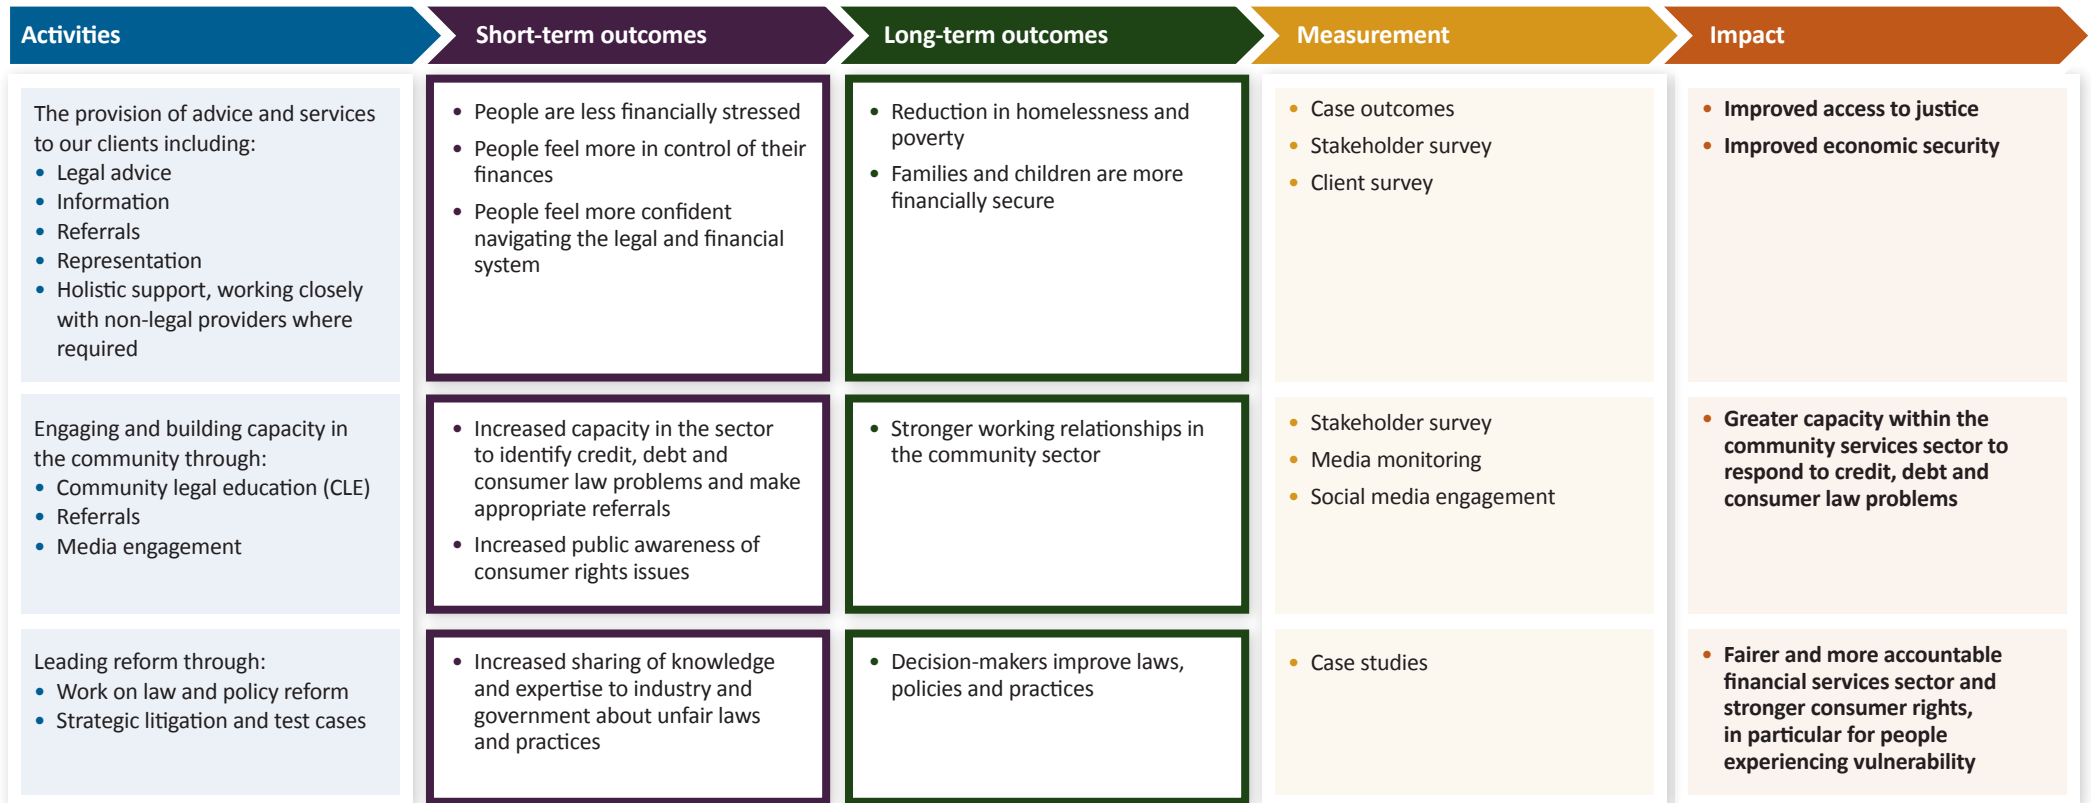 Activities
Short-term outcomes
Long-term outcomes
Measurement
Impact
The provision of advice and services
to our clients including:
• Legal advice
• Information
• Referrals
• Representation
• Holistic support, working closely
with non-legal providers where
required
• People are less financially stressed
• People feel more in control of their
finances
• People feel more confident
navigating the legal and financial
system
• Reduction in homelessness and
poverty
• Families and children are more
financially secure
• Case outcomes
• Stakeholder survey
• Client survey
• Improved access to justice
• Improved economic security
Engaging and building capacity in
the community through:
• Community legal education (CLE)
• Referrals
• Media engagement
• Increased capacity in the sector
to identify credit, debt and
consumer law problems and make
appropriate referrals
• Increased public awareness of
consumer rights issues
• Stronger working relationships in
the community sector
• Stakeholder survey
• Media monitoring
• Social media engagement
• Greater capacity within the
community services sector to
respond to credit, debt and
consumer law problems
Leading reform through:
• Work on law and policy reform
• Strategic litigation and test cases
• Increased sharing of knowledge
and expertise to industry and
government about unfair laws
and practices
• Decision-makers improve laws,
policies and practices
• Case studies
• Fairer and more accountable
financial services sector and
stronger consumer rights,
in particular for people
experiencing vulnerability